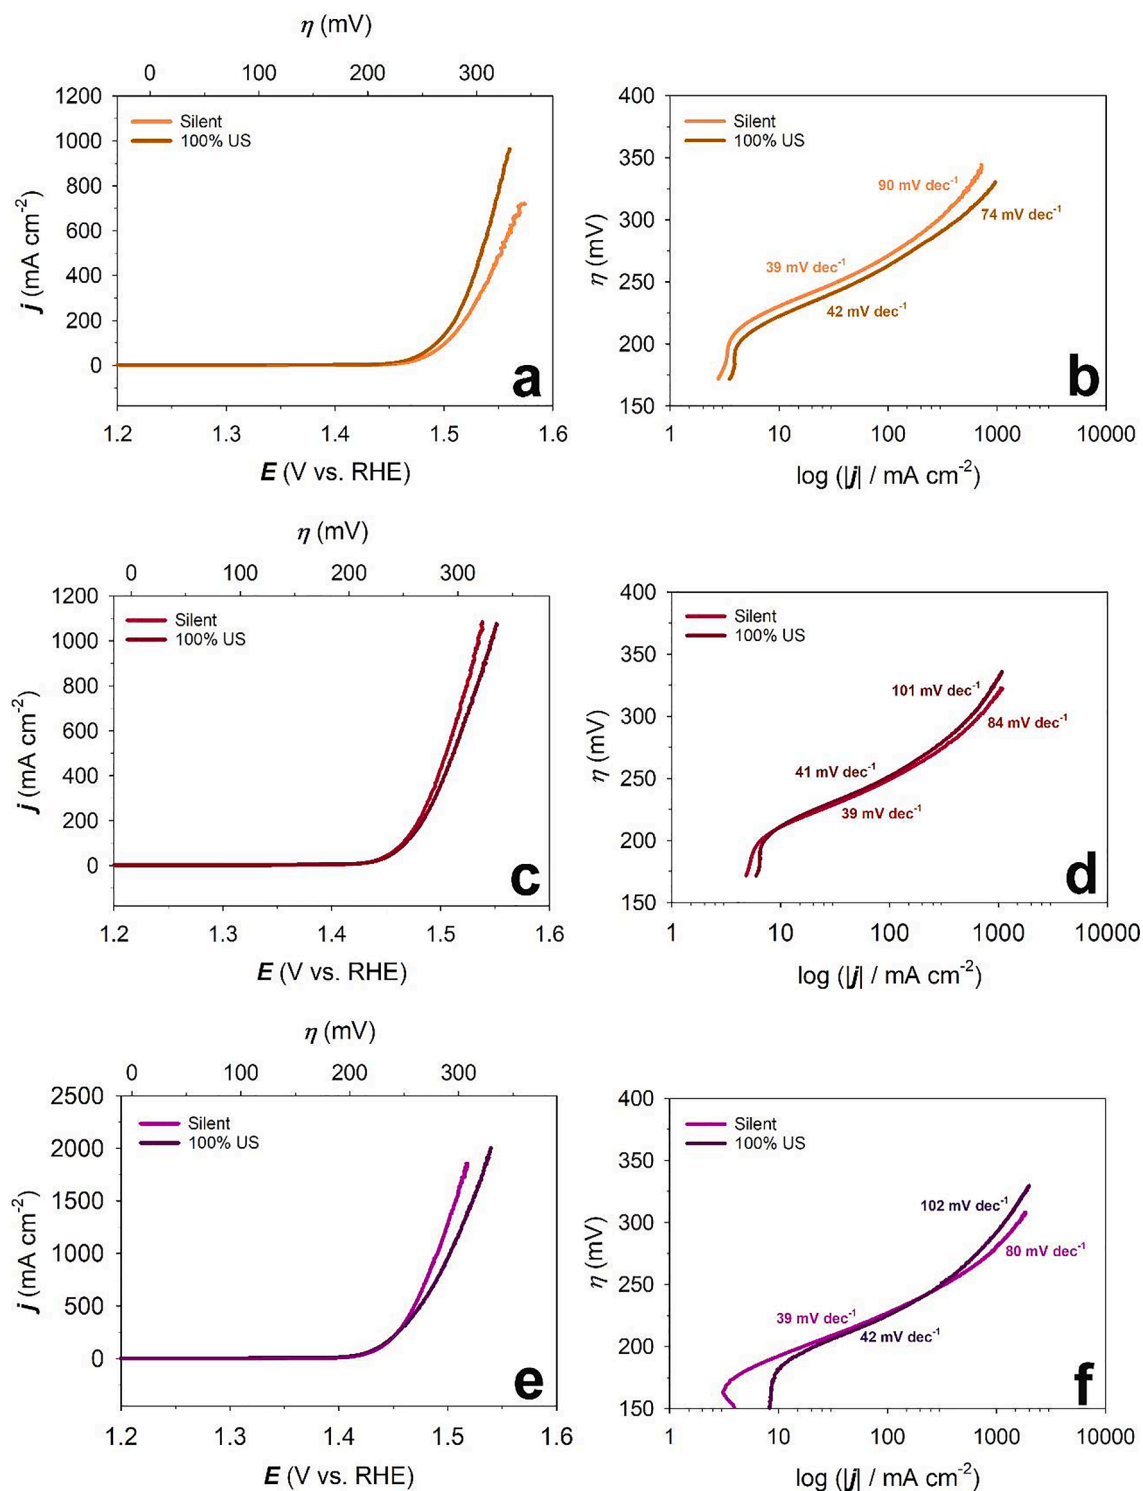 η (mV)
0 100 200 300
1200
1000
800
600
400
200
0
j (mA cm-2)
Silent
100% US
a
1.2 1.3 1.4 1.5 1.6
E (V vs. RHE)
400
350
300
250
200
150
η (mV)
Silent
100% US
90 mV dec-1
74 mV dec-1
39 mV dec-1
42 mV dec-1
b
1 10 100 1000 10000
log (|j| / mA cm-2)
η (mV)
0 100 200 300
1200
1000
800
600
400
200
0
j (mA cm-2)
Silent
100% US
c
1.2 1.3 1.4 1.5 1.6
E (V vs. RHE)
400
350
300
250
200
150
η (mV)
Silent
100% US
101 mV dec-1
84 mV dec-1
41 mV dec-1
39 mV dec-1
d
1 10 100 1000 10000
log (|j| / mA cm-2)
η (mV)
0 100 200 300
2500
2000
1500
1000
500
0
j (mA cm-2)
Silent
100% US
e
1.2 1.3 1.4 1.5 1.6
E (V vs. RHE)
400
350
300
250
200
150
η (mV)
Silent
100% US
102 mV dec-1
80 mV dec-1
39 mV dec-1
42 mV dec-1
f
1 10 100 1000 10000
log (|j| / mA cm-2)